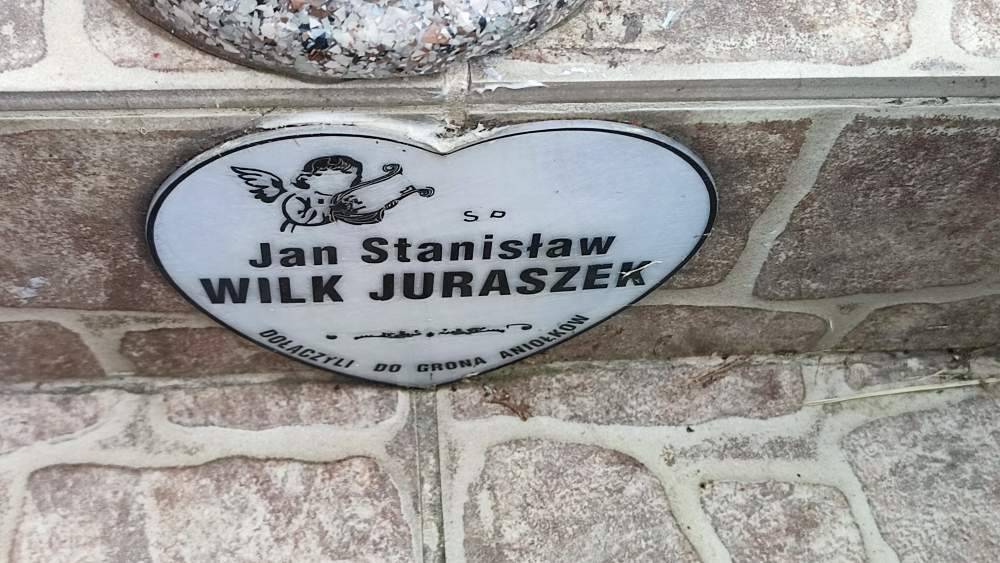 SP
Jan Stanisław
WILK JURASZEK
DOŁĄCZYLI DO GRONA ANIOŁKÓW